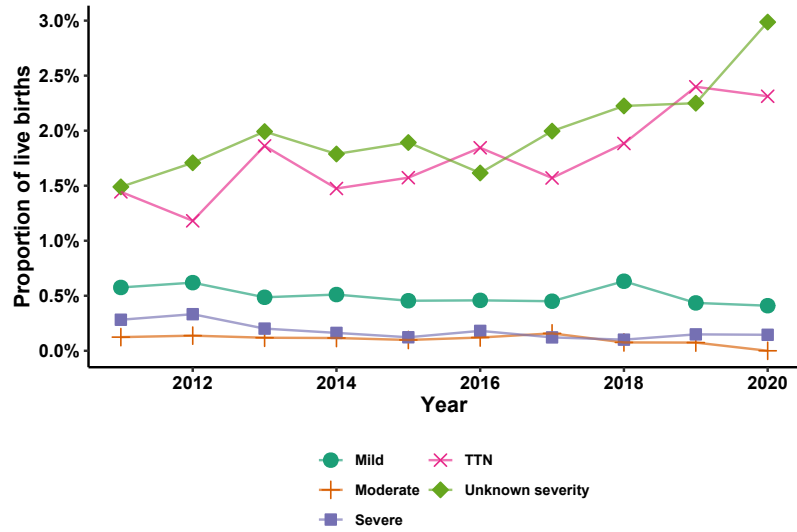 Proportion of live births
3.0%
2.5%
2.0%
1.5%
1.0%
0.5%
0.0%
2012 2014 2016 2018 2020
Year
Mild TTN
Moderate Unknown severity
Severe